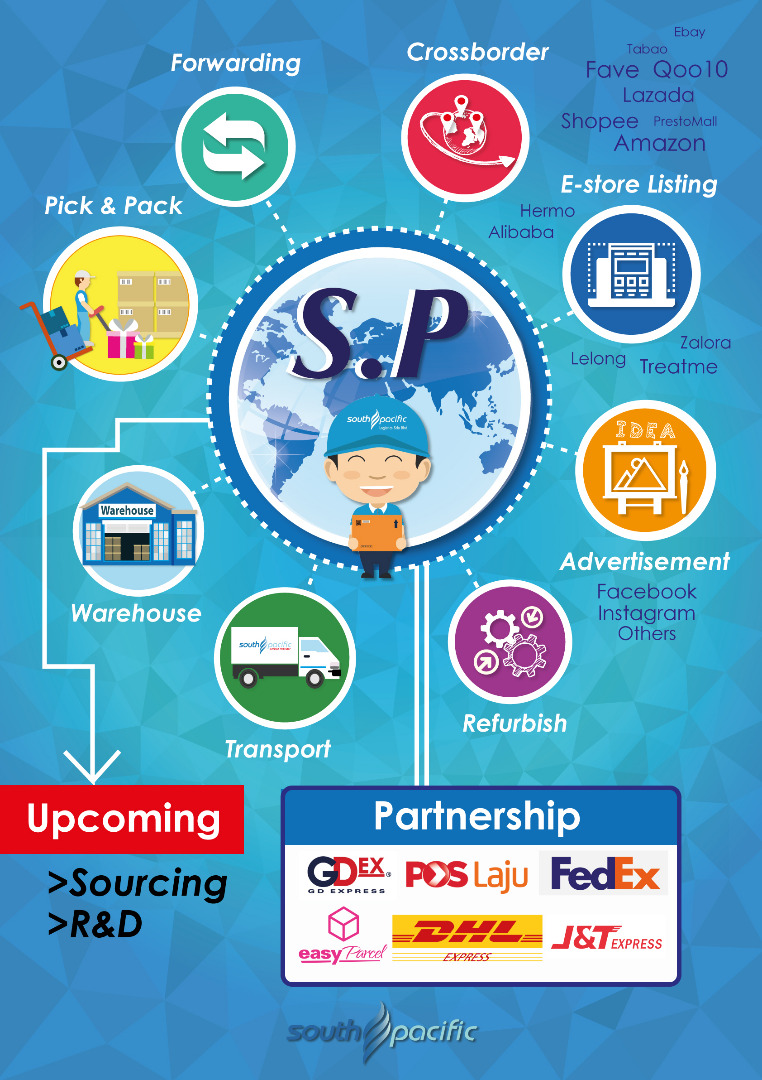 Ebay
Tabao
Fave Qoo10
Lazada
Shopee PrestoMall
Amazon
Forwarding
Crossborder
Pick & Pack
E-store Listing
Hermo
Alibaba
Zalora
Lelong Treatme
S.P
south pacific
IDEA
Warehouse
Warehouse
Advertisement
Facebook
Instagram
Others
south pacific
Transport
Refurbish
Upcoming
>Sourcing
>R&D
Partnership
GDEX®
GD EXPRESS
POS Laju
FedEx
easyParcel
DHL
EXPRESS
J&T EXPRESS
south pacific